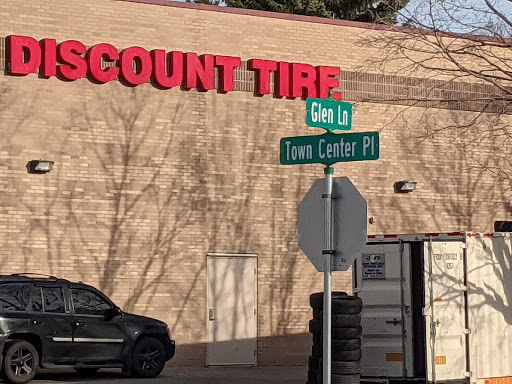 DISCOUNT TIRE
Glen Ln
Town Center Pl